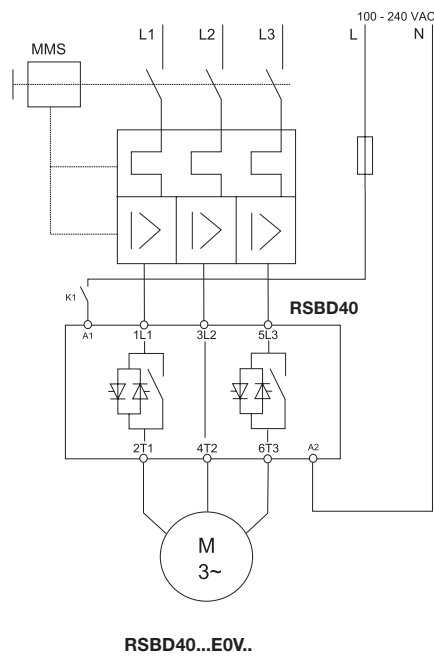 100 - 240 VAC
L1 L2 L3 L N
MMS
K1
RSBD40
A1 1L1 3L2 5L3
2T1 4T2 6T3 A2
M
3~
RSBD40...E0V..